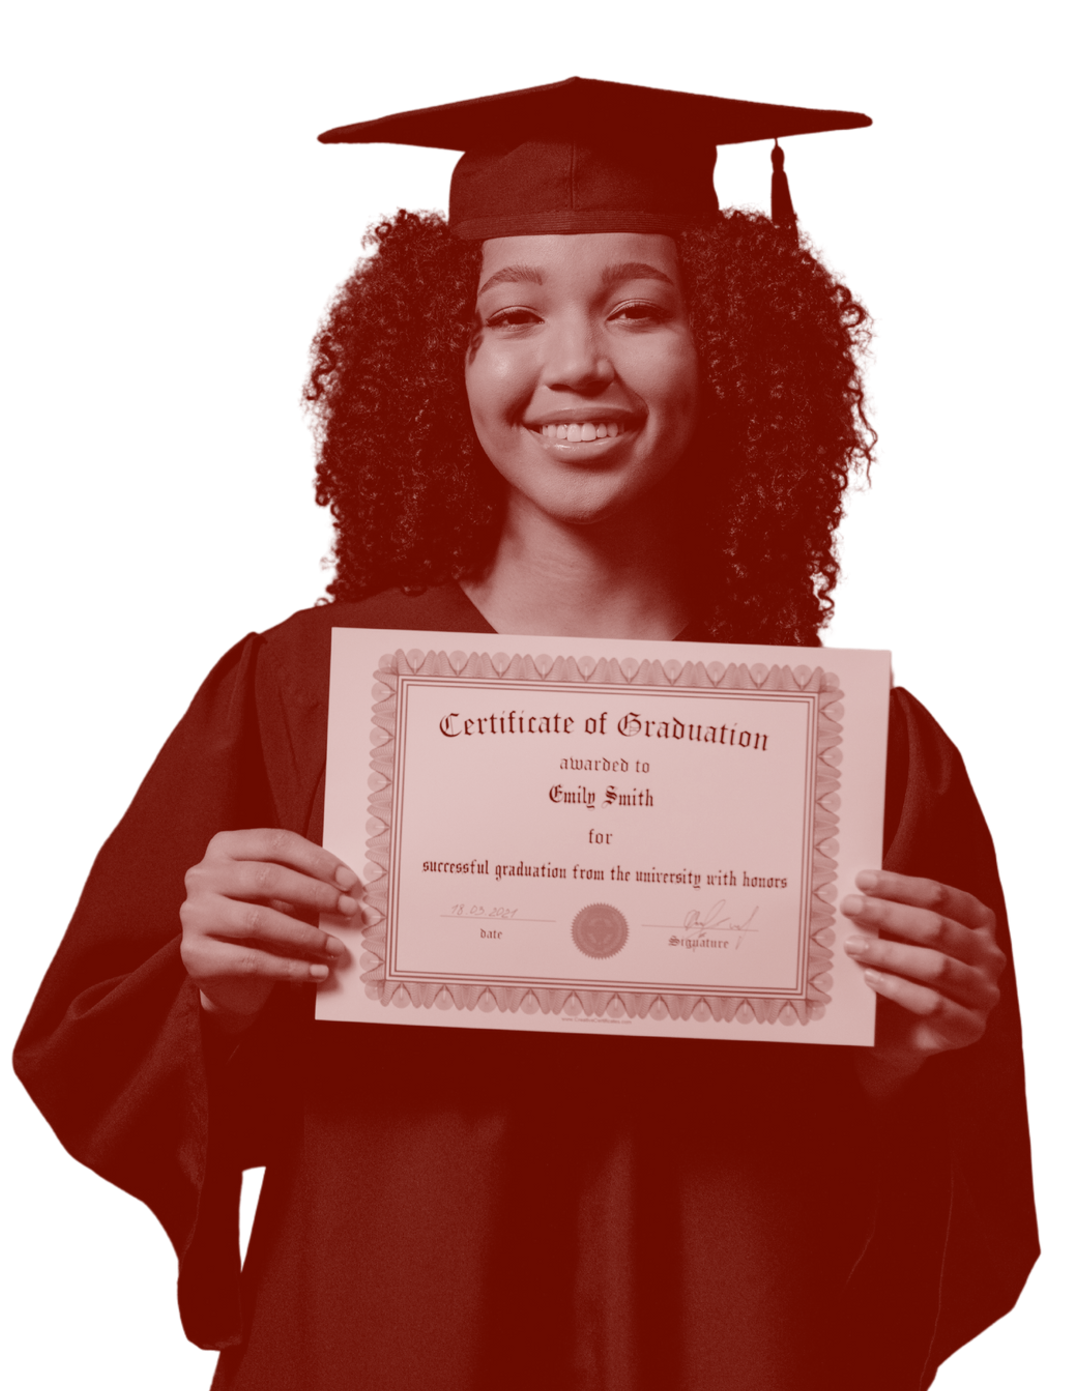 Certificate of Graduation
awarded to
Emily Smith
for
successful graduation from the university with honors
18.03.2021
date
Signature